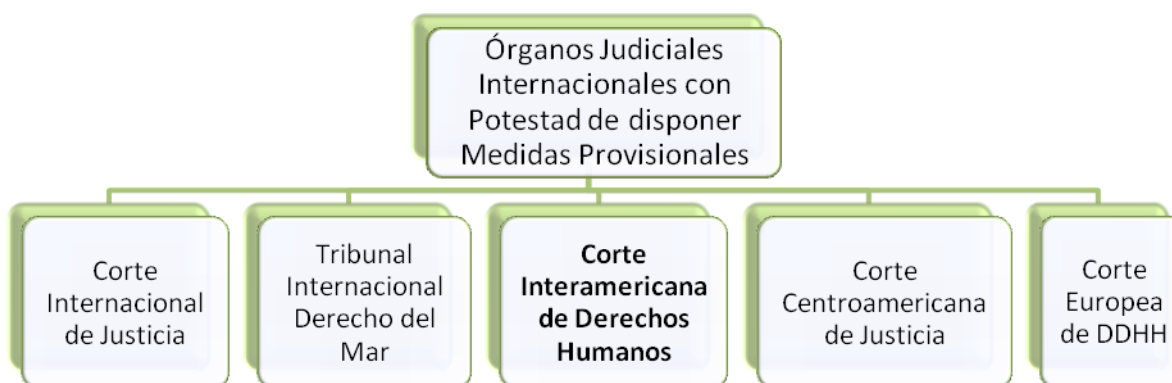 Órganos Judiciales
Internacionales con
Potestad de disponer
Medidas Provisionales
Corte
Internacional
de Justicia
Tribunal
Internacional
Derecho del
Mar
Corte
Interamericana
de Derechos
Humanos
Corte
Centroamericana
de Justicia
Corte
Europea
de DDHH